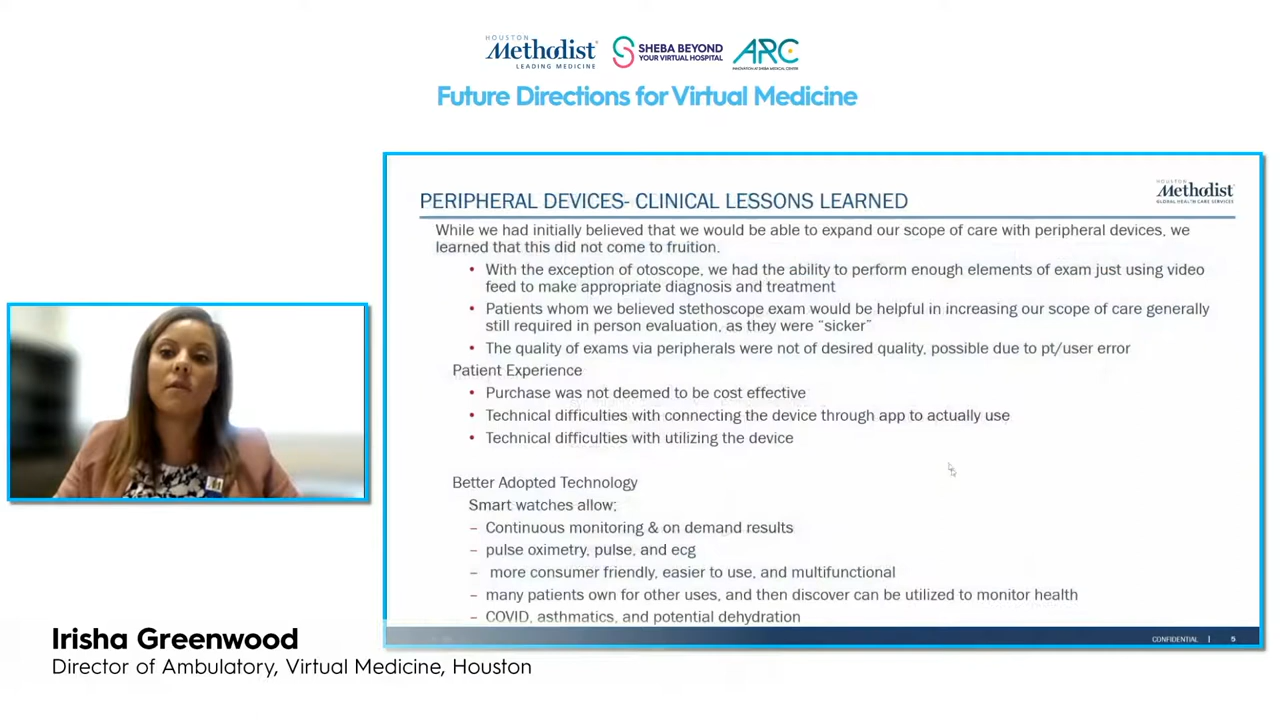 HOUSTON
Methodist
LEADING MEDICINE
SHEBA BEYOND
YOUR VIRTUAL HOSPITAL
ARC
INNOVATION AT SHEBA MEDICAL CENTER
Future Directions for Virtual Medicine
HOUSTON
Methodist
GLOBAL HEALTH CARE SERVICES
PERIPHERAL DEVICES- CLINICAL LESSONS LEARNED
While we had initially believed that we would be able to expand our scope of care with peripheral devices, we
learned that this did not come to fruition.
• With the exception of otoscope, we had the ability to perform enough elements of exam just using video
feed to make appropriate diagnosis and treatment
• Patients whom we believed stethoscope exam would be helpful in increasing our scope of care generally
still required in person evaluation, as they were “sicker”
• The quality of exams via peripherals were not of desired quality, possible due to pt/user error
Patient Experience
• Purchase was not deemed to be cost effective
• Technical difficulties with connecting the device through app to actually use
• Technical difficulties with utilizing the device
Better Adopted Technology
Smart watches allow;
– Continuous monitoring & on demand results
– pulse oximetry, pulse, and ecg
– more consumer friendly, easier to use, and multifunctional
– many patients own for other uses, and then discover can be utilized to monitor health
– COVID, asthmatics, and potential dehydration
CONFIDENTIAL | 5
Irisha Greenwood
Director of Ambulatory, Virtual Medicine, Houston